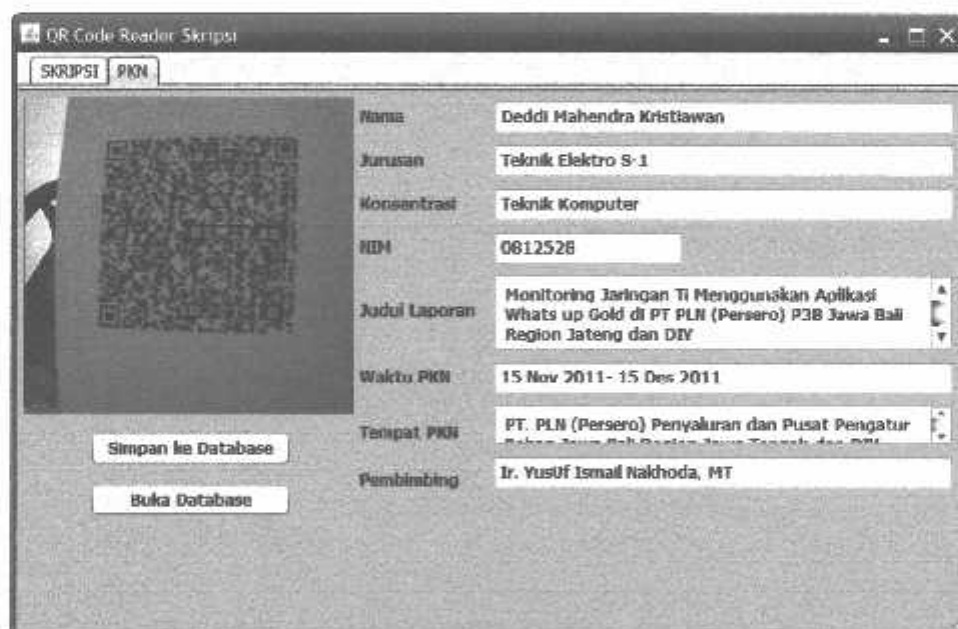 QR Code Reader Skripsi
SKRIPSI PKN
Nama Deddi Mahendra Kristiawan
Jurusan Teknik Elektro S-1
Konsentrasi Teknik Komputer
NIM 0812528
Judul Laporan
Monitoring Jaringan Ti Menggunakan Aplikasi
Whats up Gold di PT PLN (Persero) P3B Jawa Bali
Region Jateng dan DIY
Waktu PKN 15 Nov 2011- 15 Des 2011
Tempat PKN
PT. PLN (Persero) Penyaluran dan Pusat Pengatur
Pembimbing Ir. Yusuf Ismail Nakhoda, MT
Simpan ke Database
Buka Database